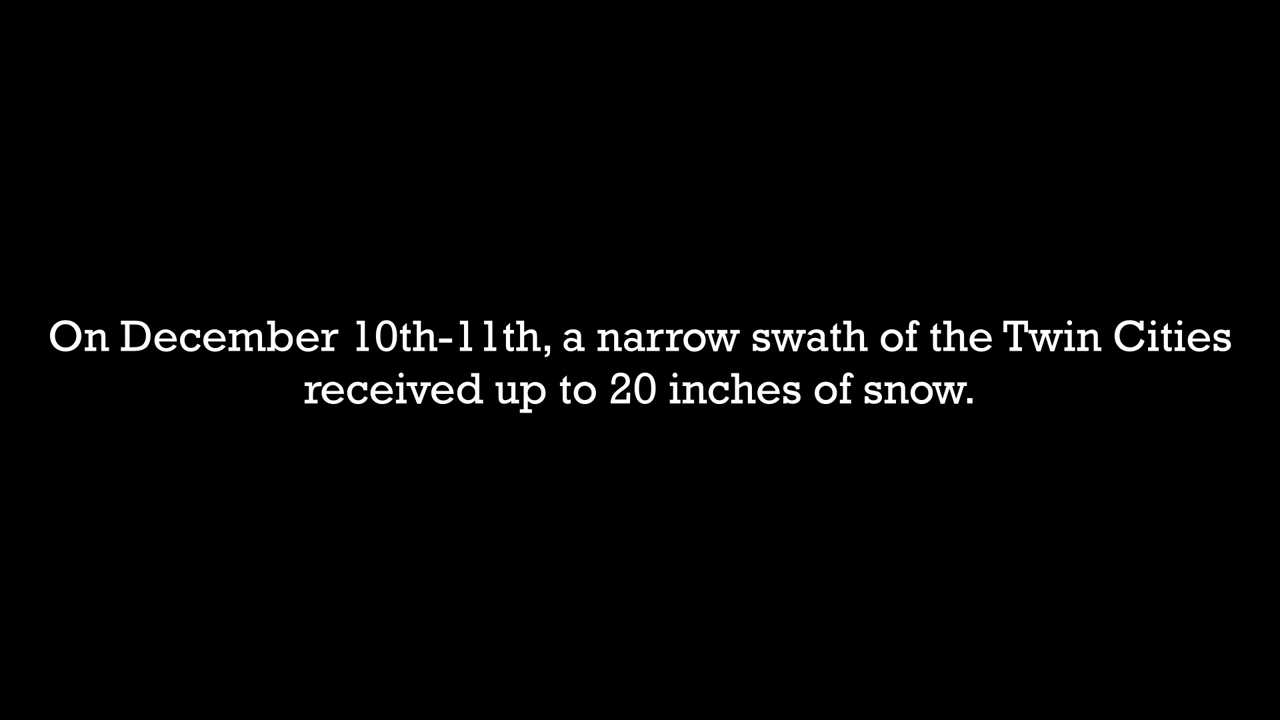 On December 10th-11th, a narrow swath of the Twin Cities
received up to 20 inches of snow.